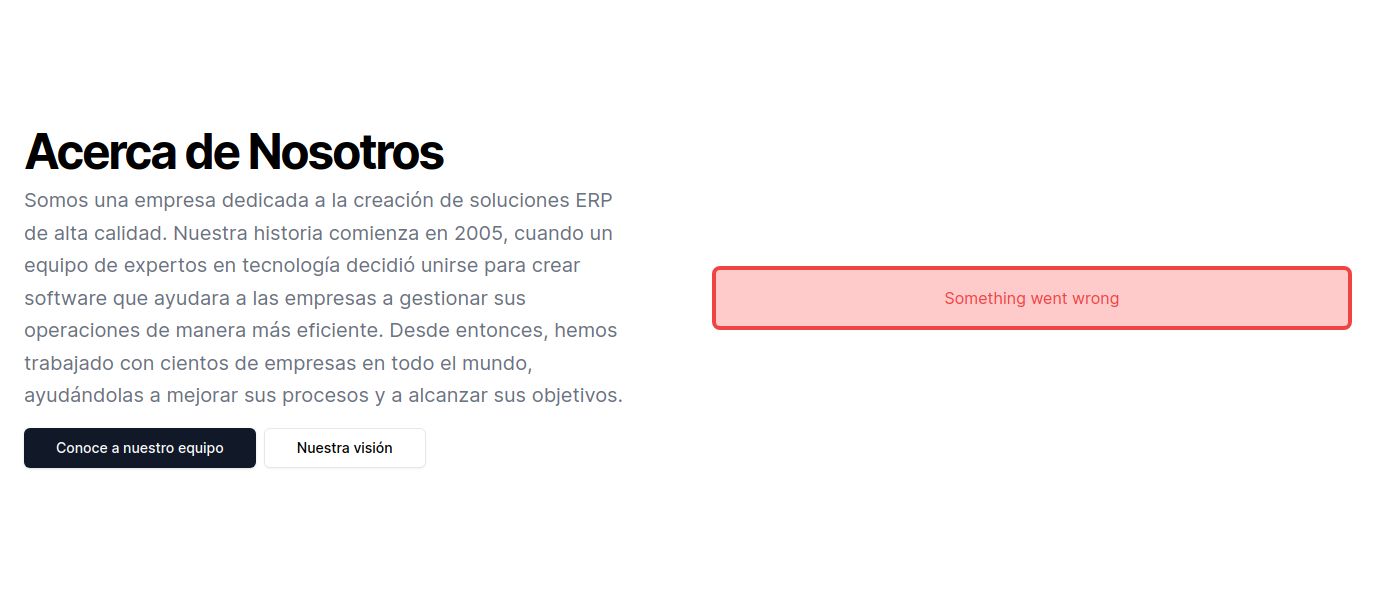 Acerca de Nosotros
Somos una empresa dedicada a la creación de soluciones ERP
de alta calidad. Nuestra historia comienza en 2005, cuando un
equipo de expertos en tecnología decidió unirse para crear
software que ayudara a las empresas a gestionar sus
operaciones de manera más eficiente. Desde entonces, hemos
trabajado con cientos de empresas en todo el mundo,
ayudándolas a mejorar sus procesos y a alcanzar sus objetivos.
Conoce a nuestro equipo
Nuestra visión
Something went wrong